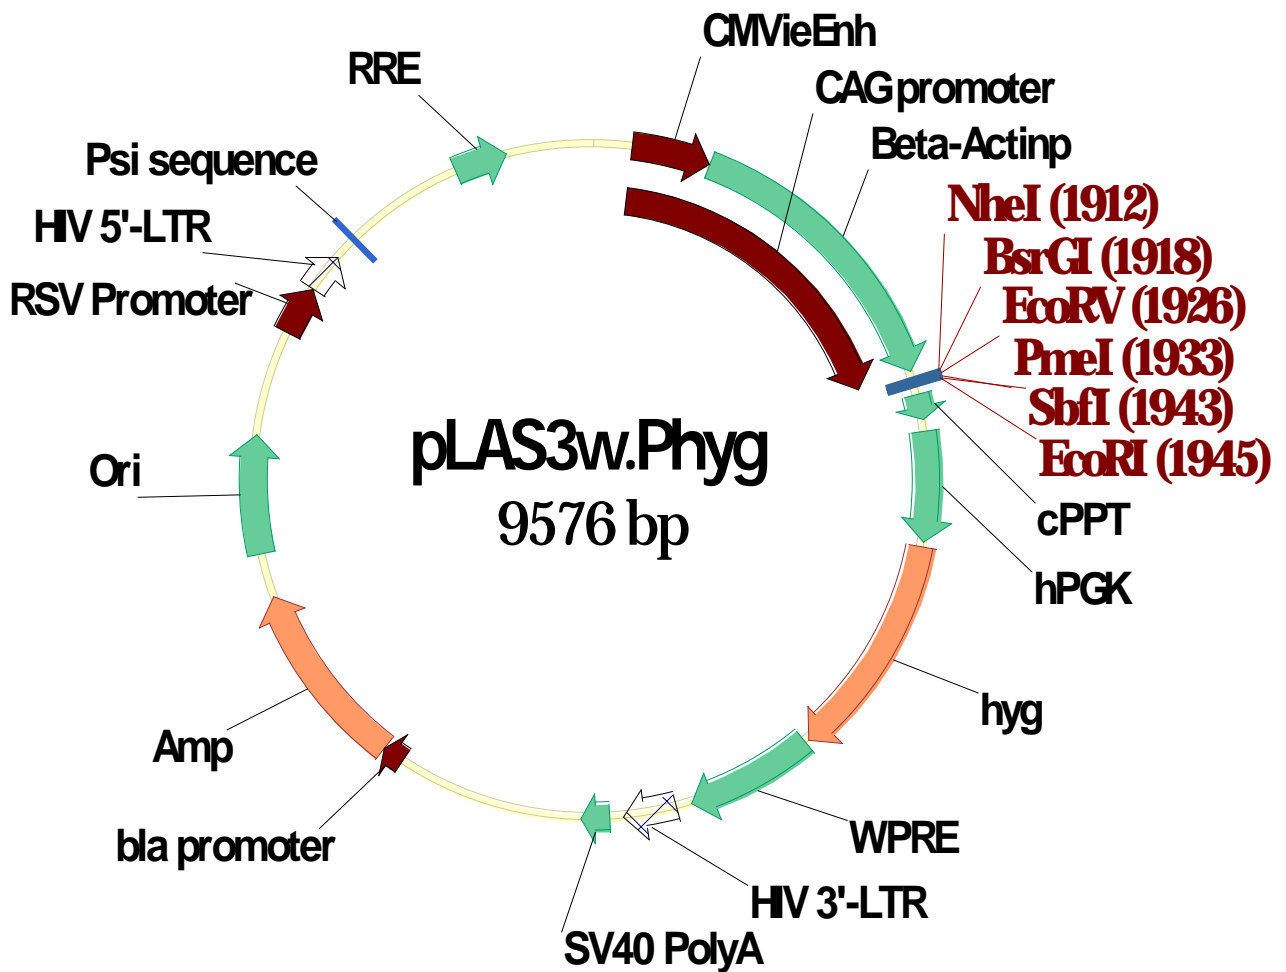 CMVieEnh
RRE
CAG promoter
Beta-Actinp
Psi sequence
NheI (1912)
HIV 5'-LTR
BsrGI (1918)
RSV Promoter
EcoRV (1926)
PmeI (1933)
SbfI (1943)
EcoRI (1945)
pLAS3w.Phyg
9576 bp
Ori
cPPT
hPGK
hyg
Amp
bla promoter
WPRE
HIV 3'-LTR
SV40 PolyA